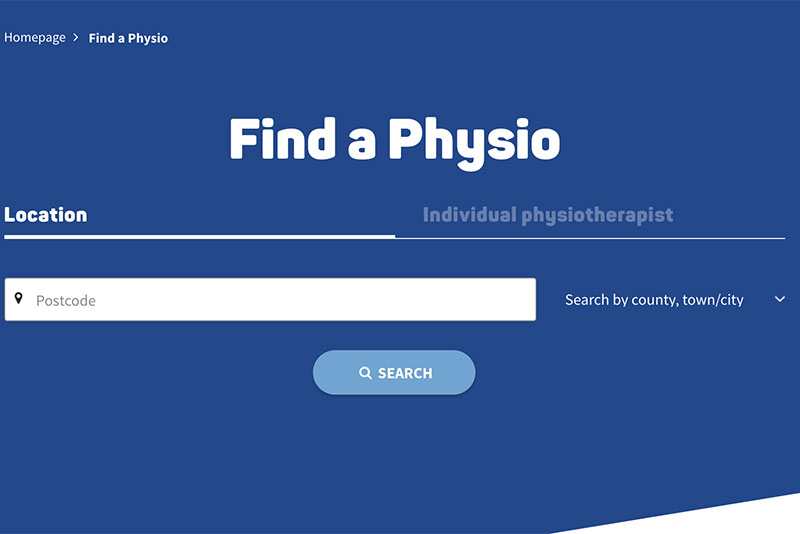 Homepage > Find a Physio
Find a Physio
Location
Individual physiotherapist
Postcode
Search by county, town/city
SEARCH